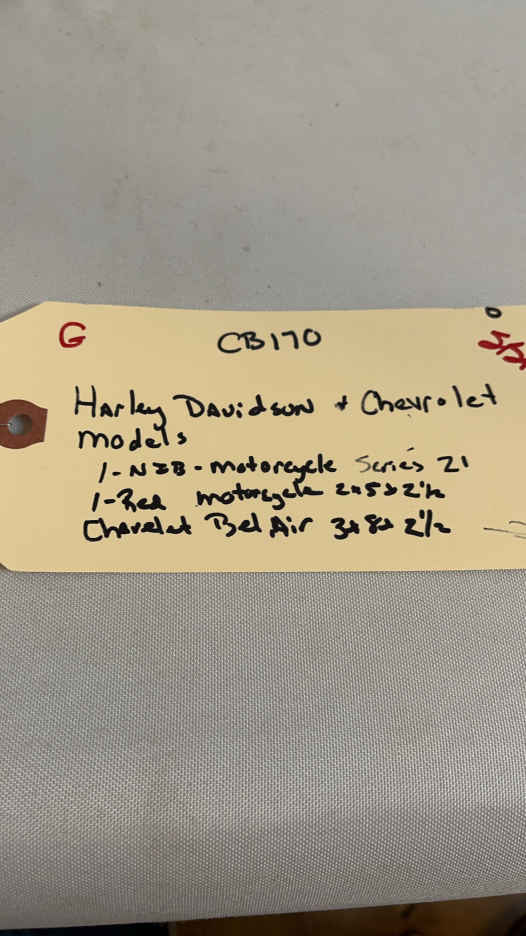 G CB170
Harley Davidson + Chevrolet
Models
1-NIB-motorcycle Series 21
1-Red motorcycle 2x5x2½
Chavelet Bel Air 3x8x2½